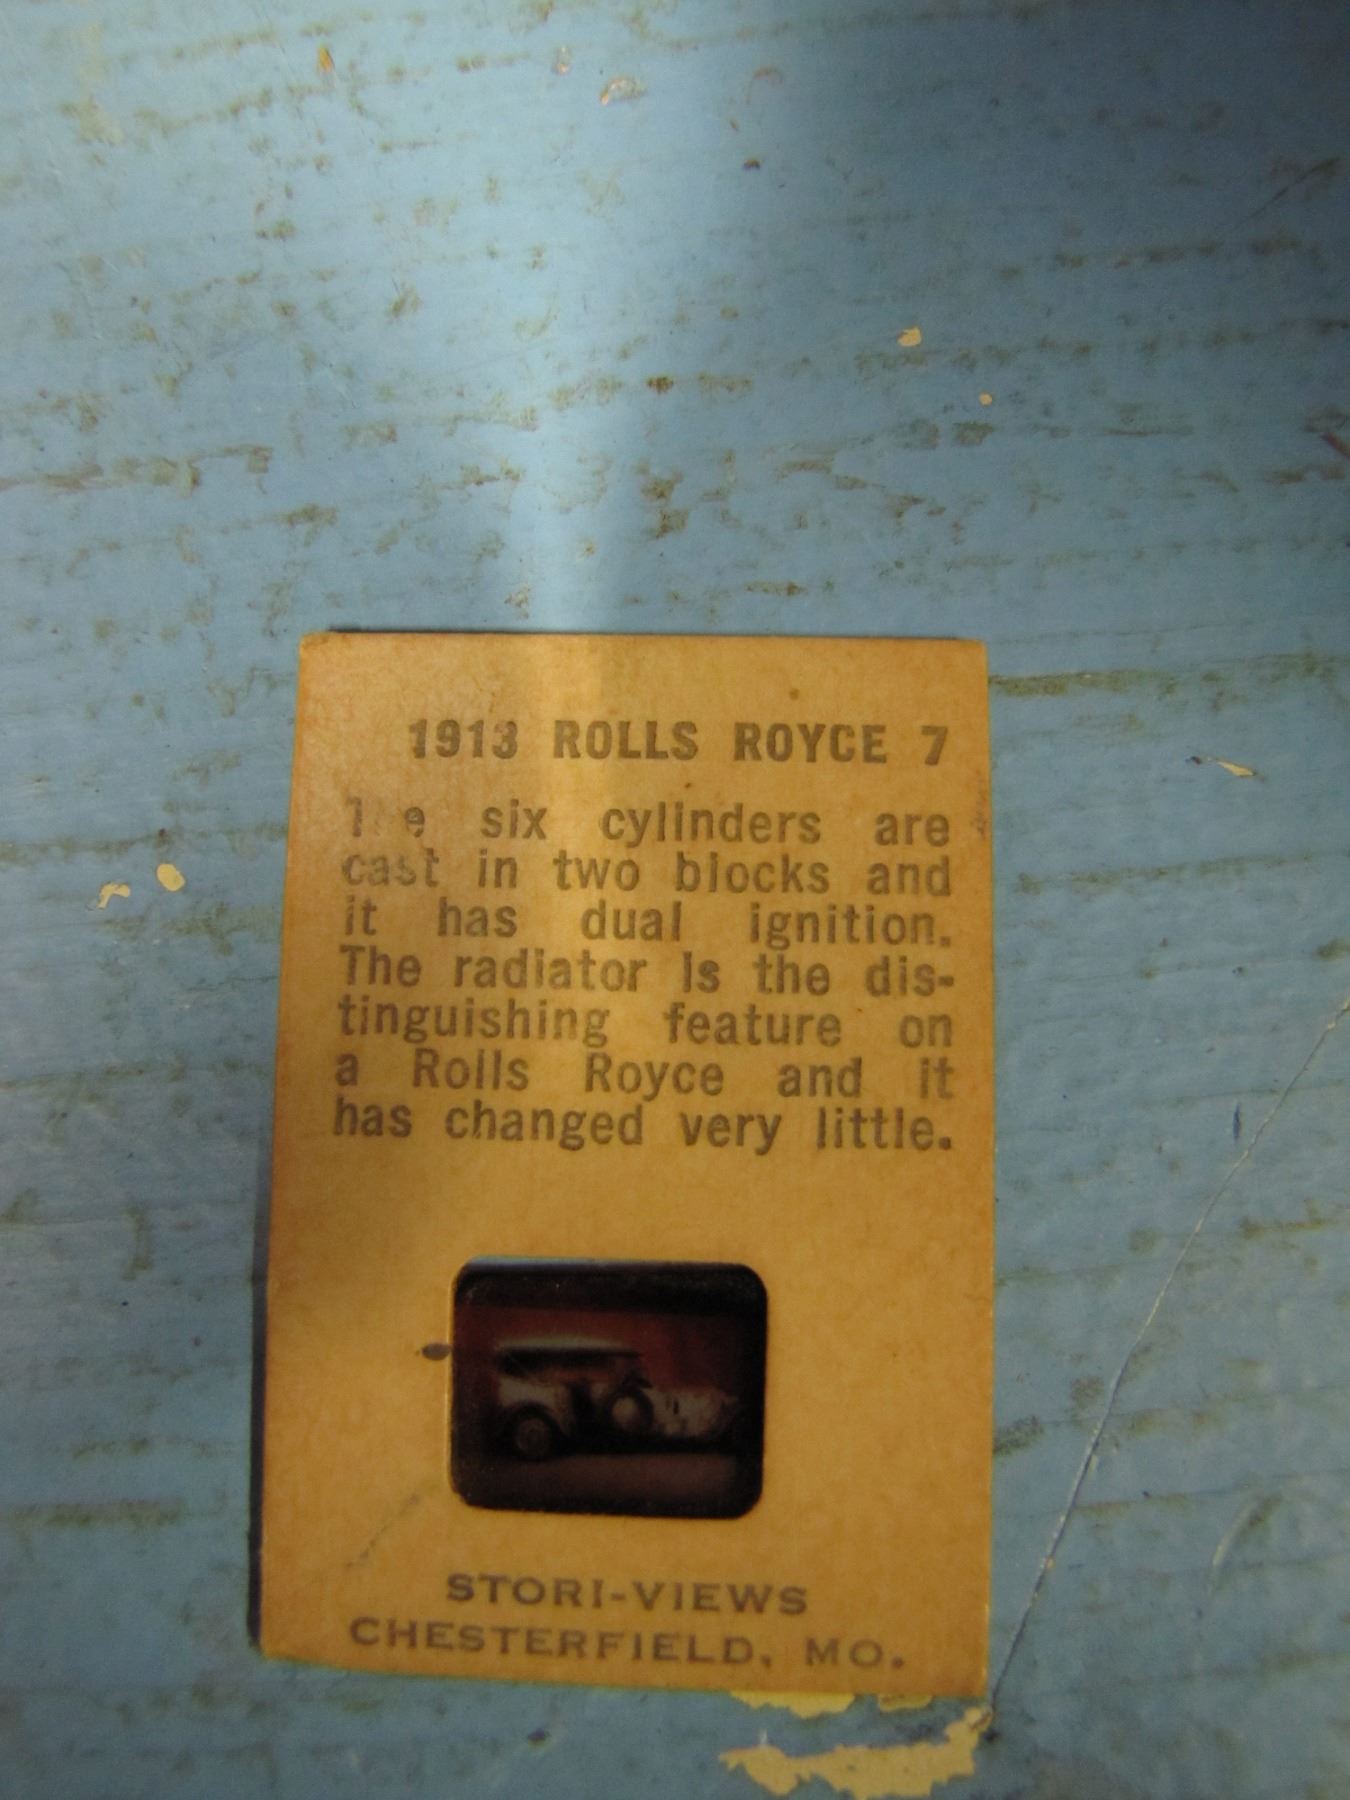 1913 ROLLS ROYCE 7
The six cylinders are
cast in two blocks and
it has dual ignition.
The radiator is the dis-
tinguishing feature on
a Rolls Royce and it
has changed very little.
STORI-VIEWS
CHESTERFIELD, MO.